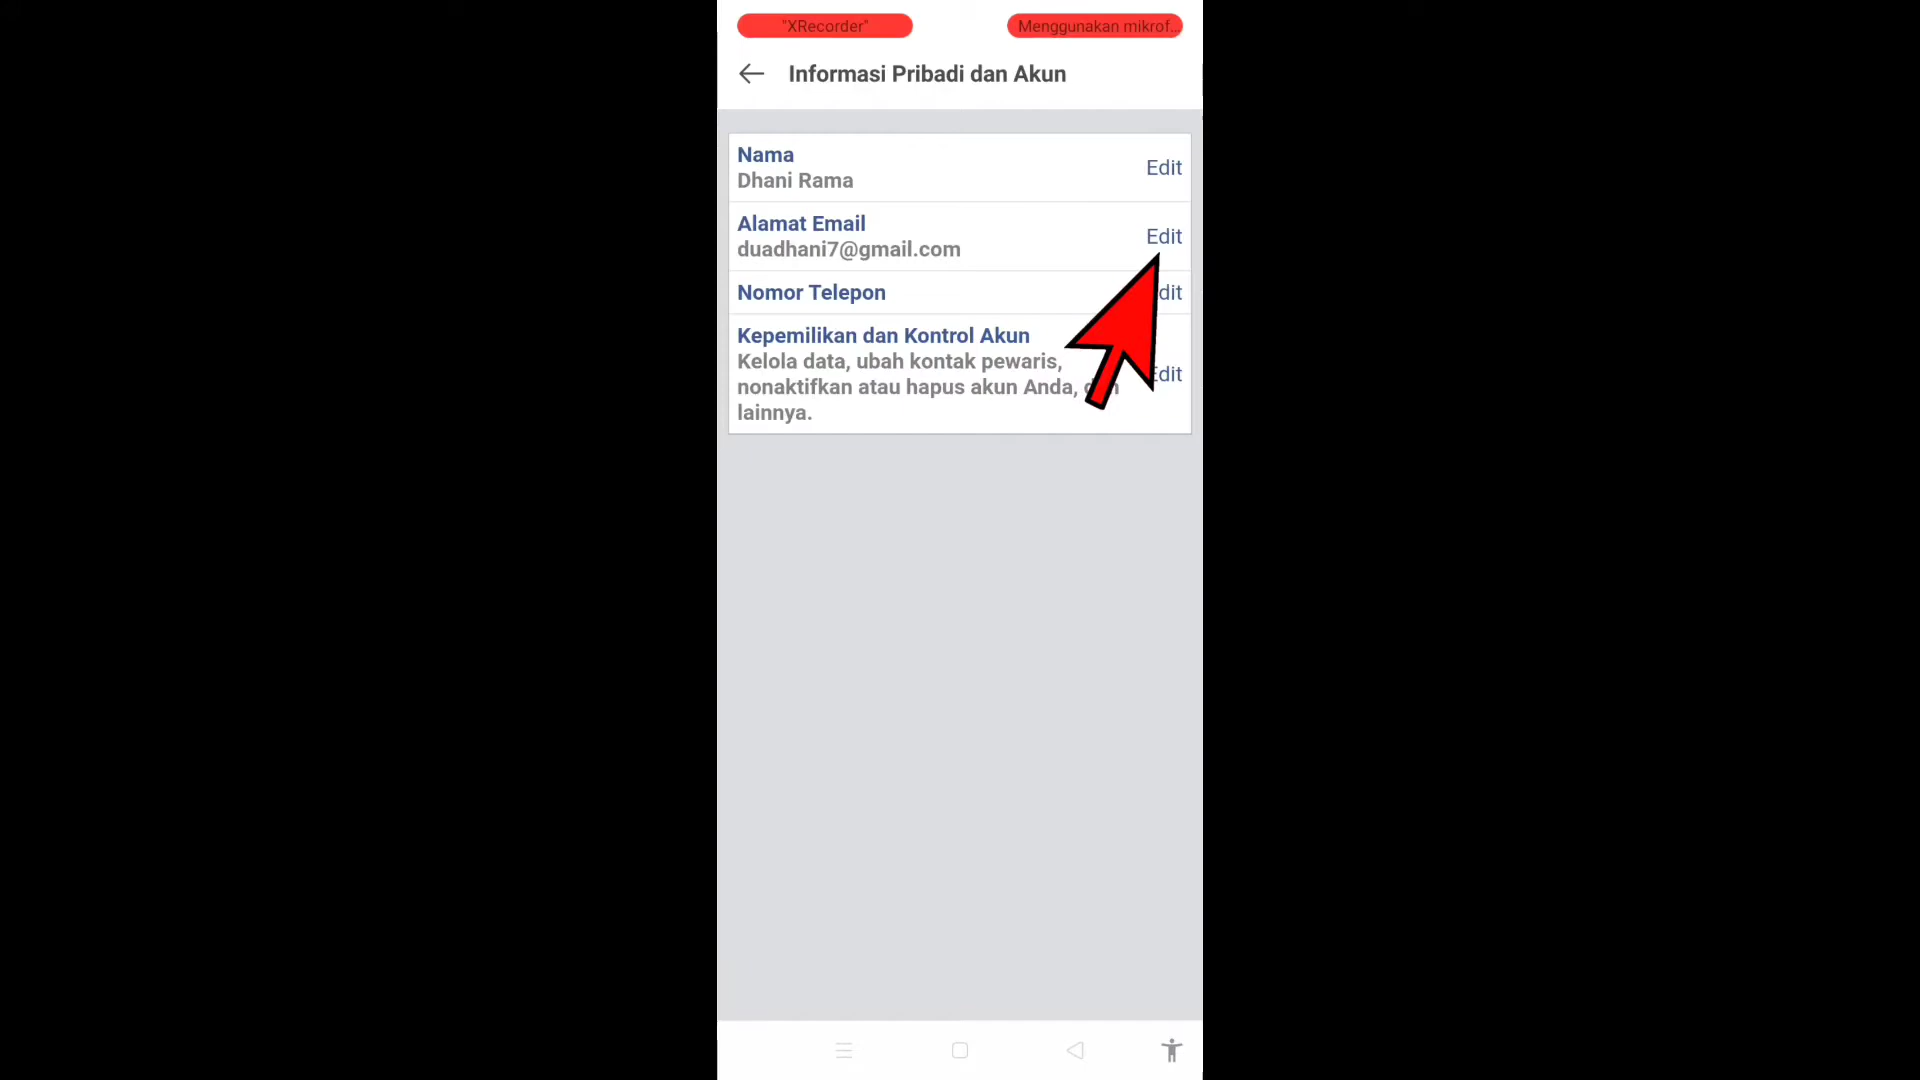 "XRecorder"
Menggunakan mikrof...
Informasi Pribadi dan Akun
Nama
Dhani Rama
Edit
Alamat Email
duadhani7@gmail.com
Edit
Nomor Telepon
dit
Kepemilikan dan Kontrol Akun
Kelola data, ubah kontak pewaris,
nonaktifkan atau hapus akun Anda,
lainnya.
Edit